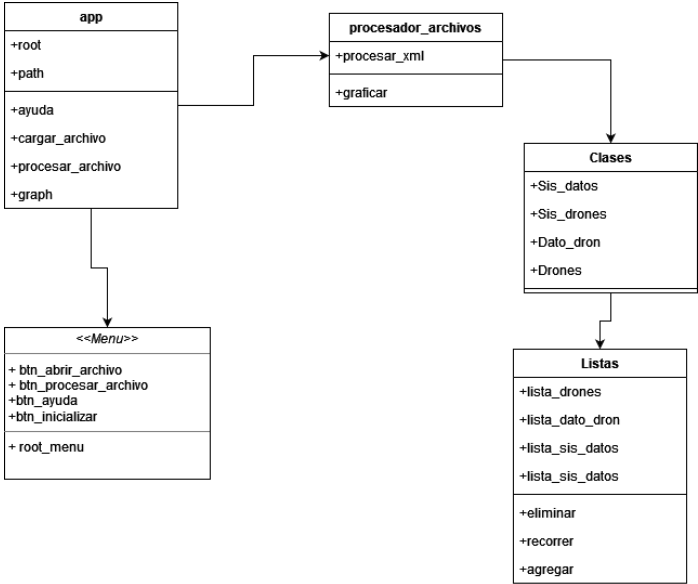 app
+root
+path
+ayuda
+cargar_archivo
+procesar_archivo
+graph
procesador_archivos
+procesar_xml
+graficar
Clases
+Sis_datos
+Sis_drones
+Dato_dron
+Drones
<<Menu>>
+ btn_abrir_archivo
+ btn_procesar_archivo
+btn_ayuda
+btn_inicializar
+ root_menu
Listas
+lista_drones
+lista_dato_dron
+lista_sis_datos
+lista_sis_datos
+eliminar
+recorrer
+agregar